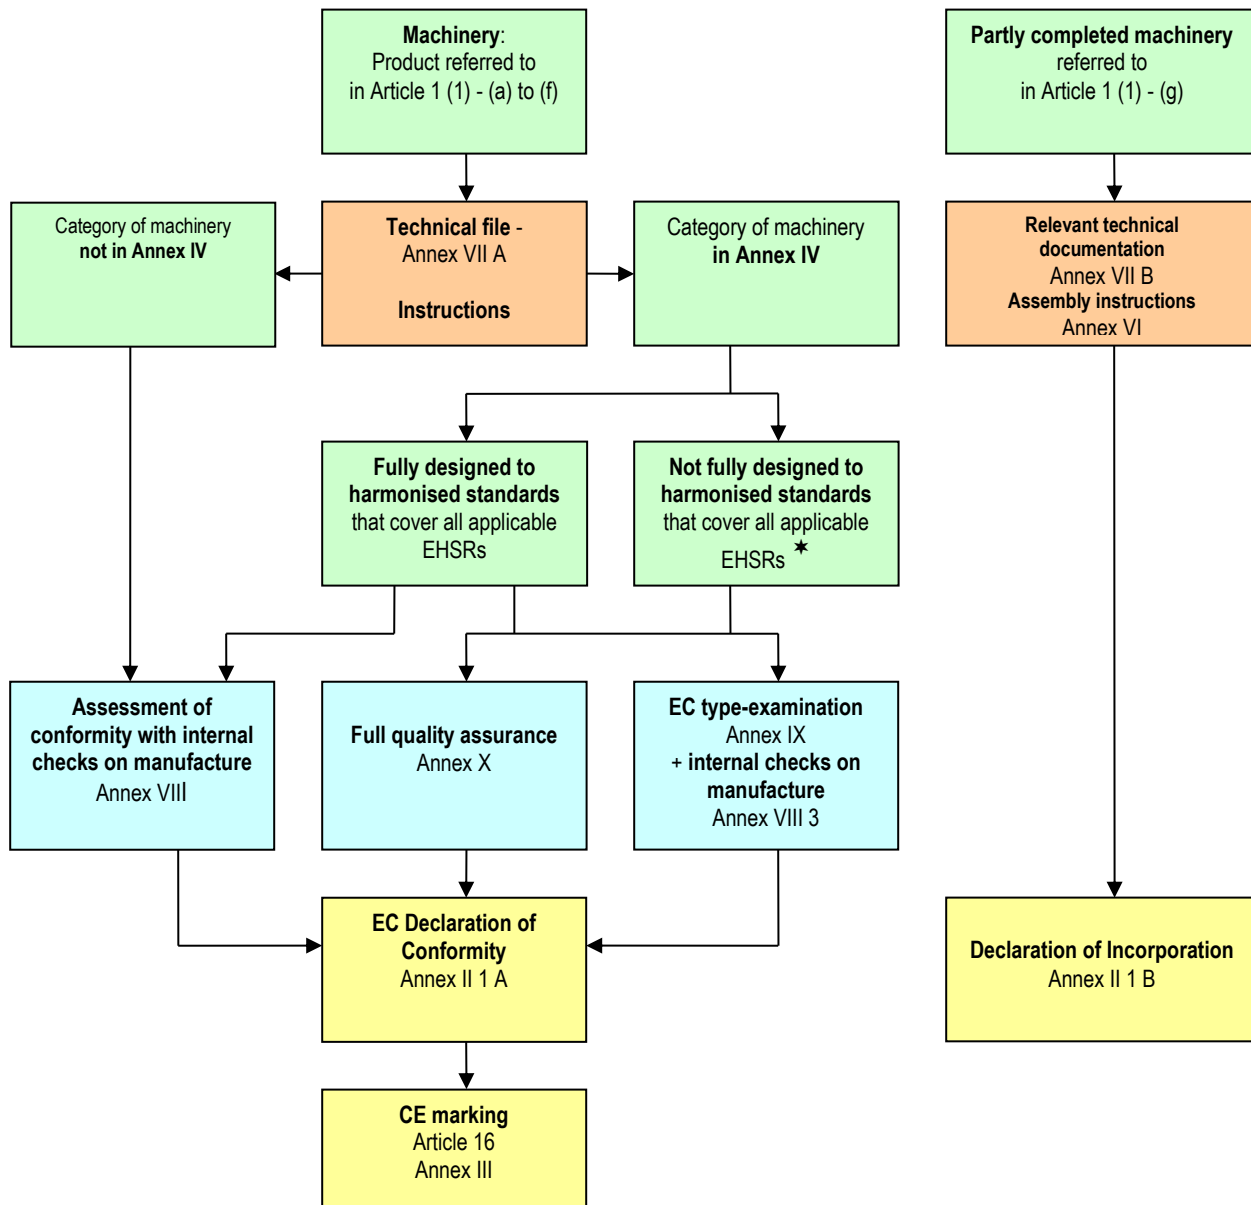 Machinery:
Product referred to
in Article 1 (1) - (a) to (f)
Partly completed machinery
referred to
in Article 1 (1) - (g)
Category of machinery
not in Annex IV
Technical file -
Annex VII A
Instructions
Category of machinery
in Annex IV
Relevant technical
documentation
Annex VII B
Assembly instructions
Annex VI
Fully designed to
harmonised standards
that cover all applicable
EHSRs
Not fully designed to
harmonised standards
that cover all applicable
EHSRs ✶
Assessment of
conformity with internal
checks on manufacture
Annex VIII
Full quality assurance
Annex X
EC type-examination
Annex IX
+ internal checks on
manufacture
Annex VIII 3
EC Declaration of
Conformity
Annex II 1 A
Declaration of Incorporation
Annex II 1 B
CE marking
Article 16
Annex III